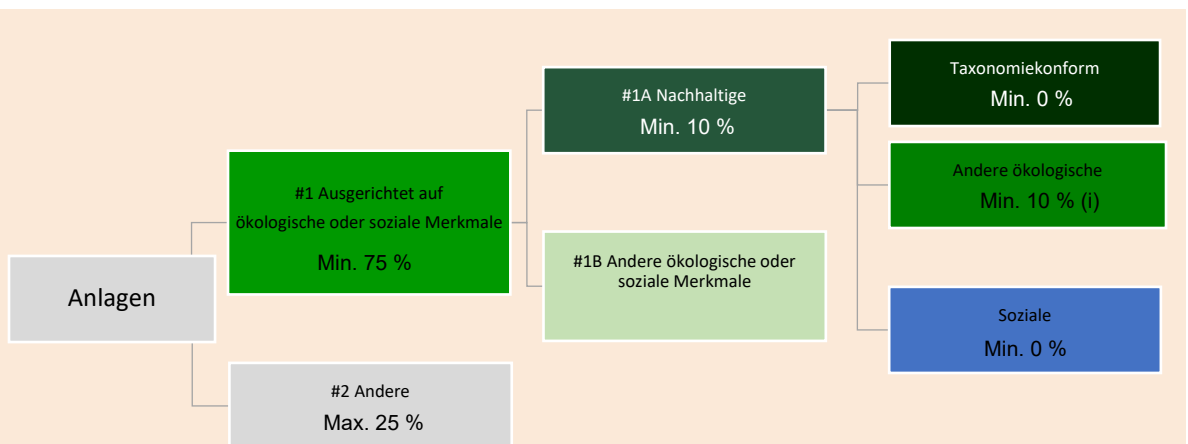 Anlagen
#1 Ausgerichtet auf
ökologische oder soziale Merkmale
Min. 75 %
#2 Andere
Max. 25 %
#1A Nachhaltige
Min. 10 %
#1B Andere ökologische oder
soziale Merkmale
Taxonomiekonform
Min. 0 %
Andere ökologische
Min. 10 % (i)
Soziale
Min. 0 %